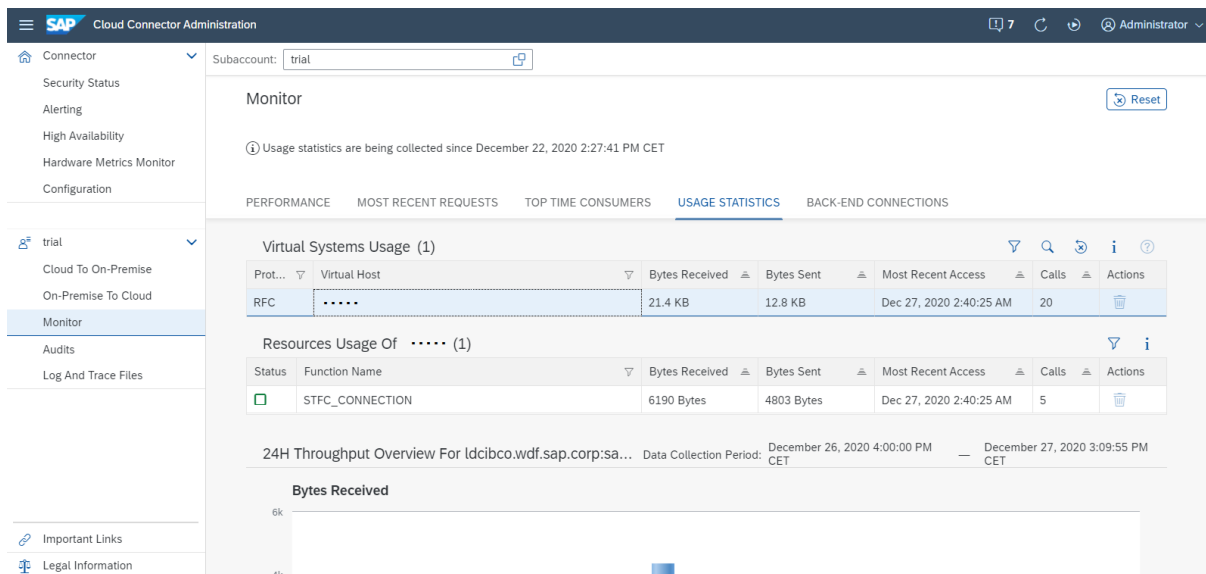 SAP Cloud Connector Administration 7 Administrator
Connector
Security Status
Alerting
High Availability
Hardware Metrics Monitor
Configuration
trial
Cloud To On-Premise
On-Premise To Cloud
Monitor
Audits
Log And Trace Files
Important Links
Legal Information
Subaccount: trial
Monitor Reset
Usage statistics are being collected since December 22, 2020 2:27:41 PM CET
PERFORMANCE MOST RECENT REQUESTS TOP TIME CONSUMERS USAGE STATISTICS BACK-END CONNECTIONS
Virtual Systems Usage (1)
Prot... Virtual Host Bytes Received Bytes Sent Most Recent Access Calls Actions
RFC ..... 21.4 KB 12.8 KB Dec 27, 2020 2:40:25 AM 20
Resources Usage Of ..... (1)
Status Function Name Bytes Received Bytes Sent Most Recent Access Calls Actions
STFC_CONNECTION 6190 Bytes 4803 Bytes Dec 27, 2020 2:40:25 AM 5
24H Throughput Overview For ldcibco.wdf.sap.corp:sa... Data Collection Period: December 26, 2020 4:00:00 PM CET — December 27, 2020 3:09:55 PM CET
Bytes Received
6k